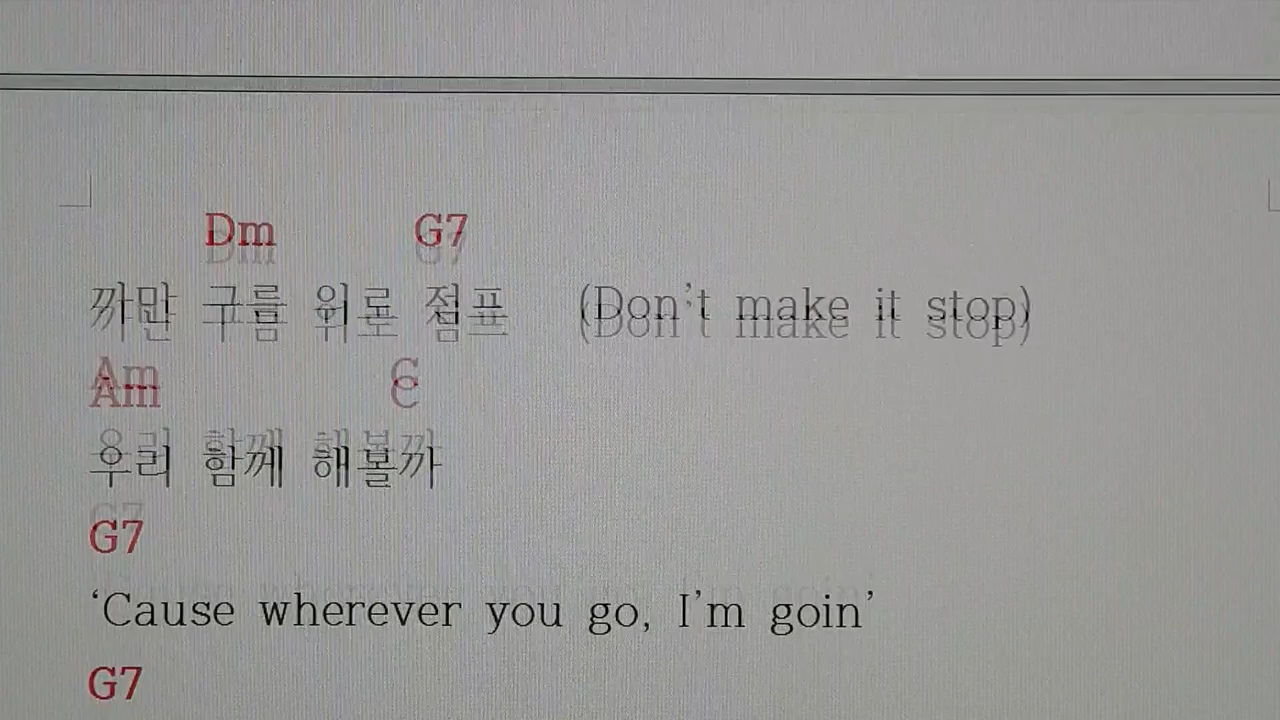 Dm G7
까만 구름 위로 점프 (Don't make it stop)
Am C
우리 함께 해볼까
G7
‘Cause wherever you go, I'm goin’
G7